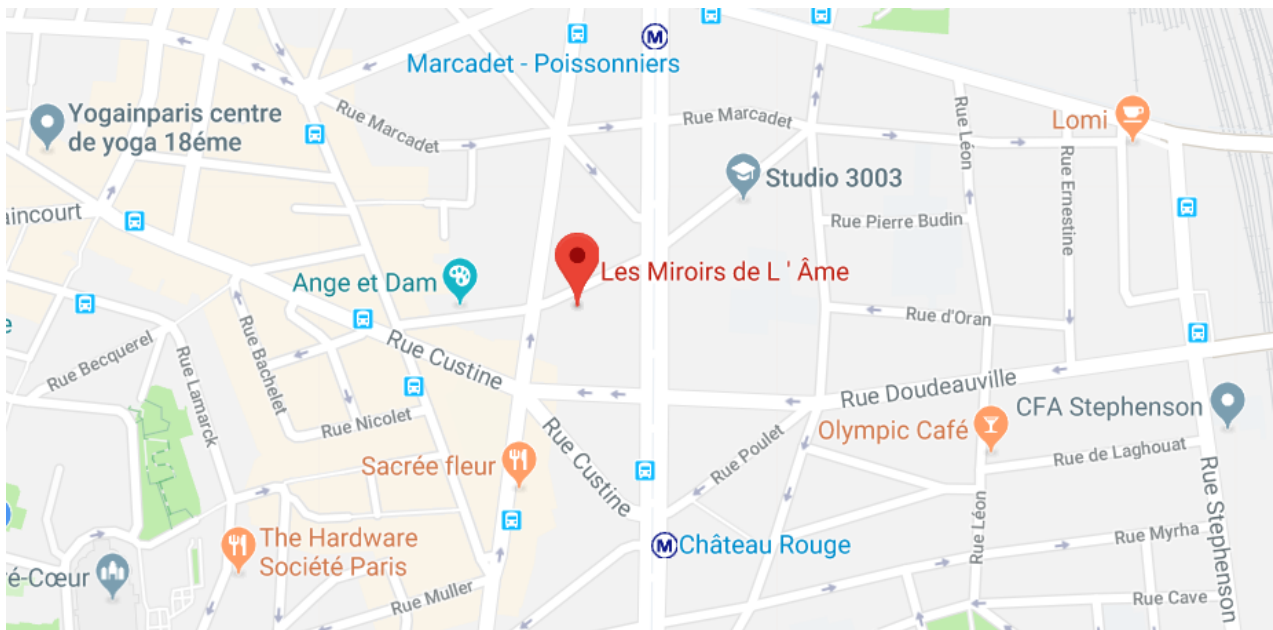 Marcadet - Poissonniers
Yogainparis centre
de yoga 18éme
Rue Marcadet
Rue Marcadet
Lomi
Rue Léon
Rue Ernestine
Studio 3003
aincourt
Rue Pierre Budin
Les Miroirs de L ' Âme
Ange et Dam
Rue d'Oran
Rue Becquerel
Rue Lamarck
Rue Bachelet
Rue Custine
Rue Doudeauville
CFA Stephenson
Rue Nicolet
Olympic Café
Rue Poulet
Rue de Laghouat
Sacrée fleur
Rue Custine
Rue Stephenson
Rue Léon
The Hardware
Société Paris
Château Rouge
Rue Myrha
é-Cœur
Rue Muller
Rue Cave